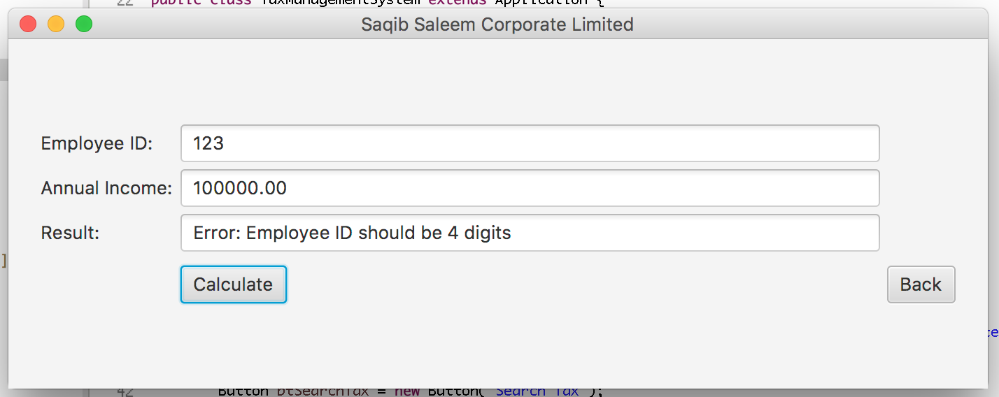 22 public class TaxManagementSystem extends Application {
Saqib Saleem Corporate Limited
Employee ID: 123
Annual Income: 100000.00
Result: Error: Employee ID should be 4 digits
]
Calculate Back
42 Button btSearchTax = new Button("Search Tax");